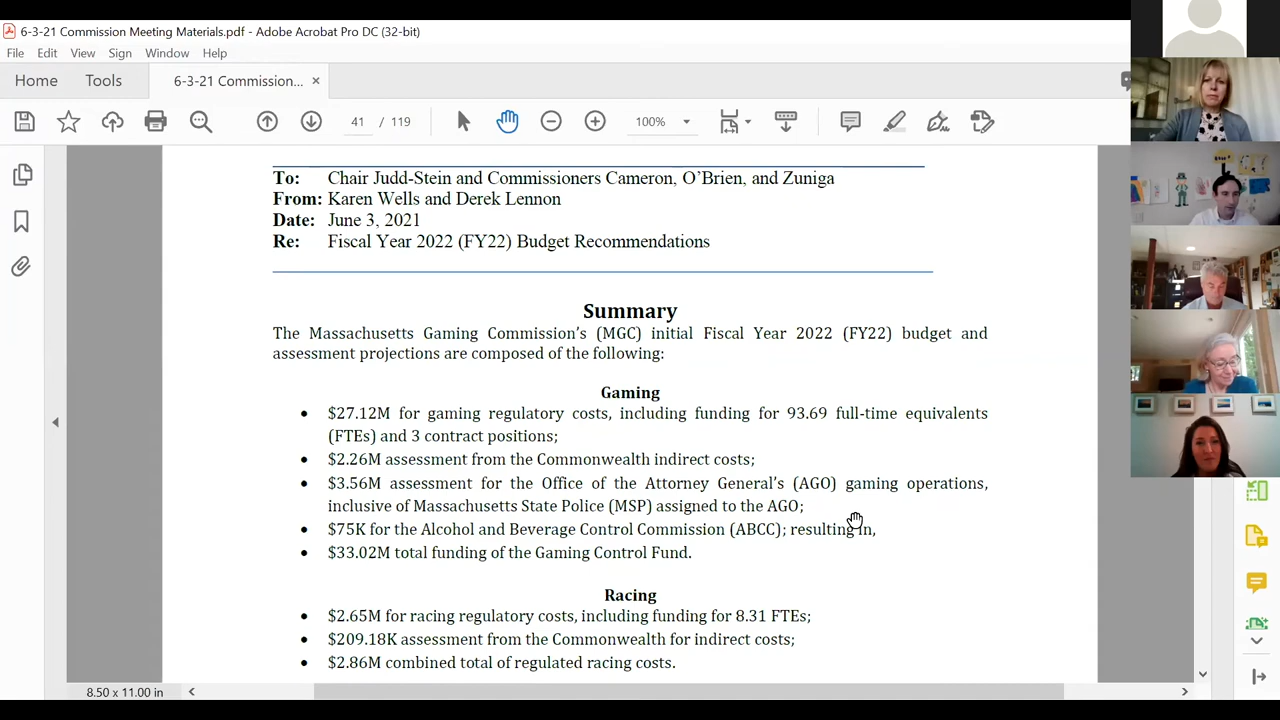 6-3-21 Commission Meeting Materials.pdf - Adobe Acrobat Pro DC (32-bit)
File Edit View Sign Window Help
Home Tools 6-3-21 Commission... ×
41 / 119 100%
To: Chair Judd-Stein and Commissioners Cameron, O’Brien, and Zuniga
From: Karen Wells and Derek Lennon
Date: June 3, 2021
Re: Fiscal Year 2022 (FY22) Budget Recommendations
Summary
The Massachusetts Gaming Commission’s (MGC) initial Fiscal Year 2022 (FY22) budget and
assessment projections are composed of the following:
Gaming
• $27.12M for gaming regulatory costs, including funding for 93.69 full-time equivalents
(FTEs) and 3 contract positions;
• $2.26M assessment from the Commonwealth indirect costs;
• $3.56M assessment for the Office of the Attorney General’s (AGO) gaming operations,
inclusive of Massachusetts State Police (MSP) assigned to the AGO;
• $75K for the Alcohol and Beverage Control Commission (ABCC); resulting in,
• $33.02M total funding of the Gaming Control Fund.
Racing
• $2.65M for racing regulatory costs, including funding for 8.31 FTEs;
• $209.18K assessment from the Commonwealth for indirect costs;
• $2.86M combined total of regulated racing costs.
8.50 x 11.00 in